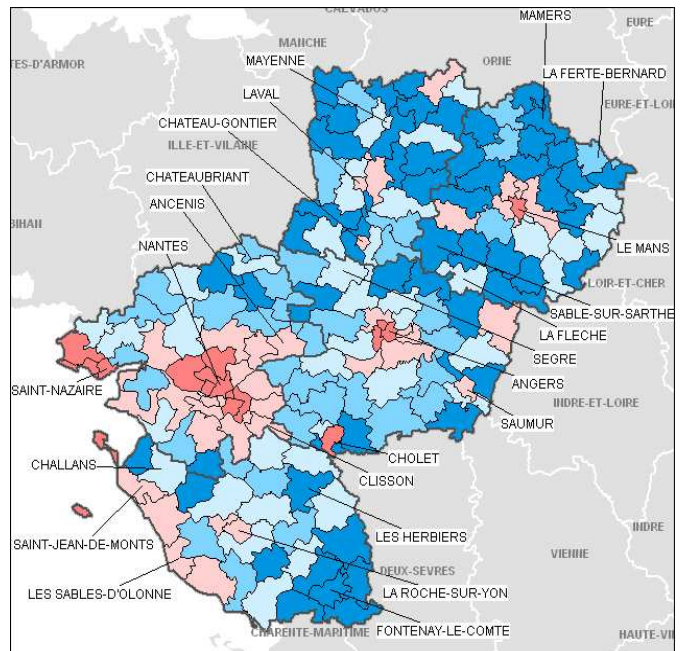 CALVADOS
MAMERS
EURE
MANCHE
ORNE
MAYENNE
TES-D'ARMOR
LA FERTE-BERNARD
LAVAL
EURE-ET-LOI
CHATEAU-GONTIER
ILLE-ET-VILAINE
CHATEAUBRIANT
ANCENIS
BIHAN
NANTES
LE MANS
LOIR-ET-CHER
SABLE-SUR-SARTHE
LA FLECHE
SEGRE
ANGERS
SAINT-NAZAIRE
INDRE-ET-LOIRE
SAUMUR
CHOLET
CHALLANS
CLISSON
INDRE
LES HERBIERS
SAINT-JEAN-DE-MONTS
VIENNE
DEUX-SEVRES
LES SABLES-D'OLONNE
LA ROCHE-SUR-YON
FONTENAY-LE-COMTE
CHARENTE-MARITIME
HAUTE-VI